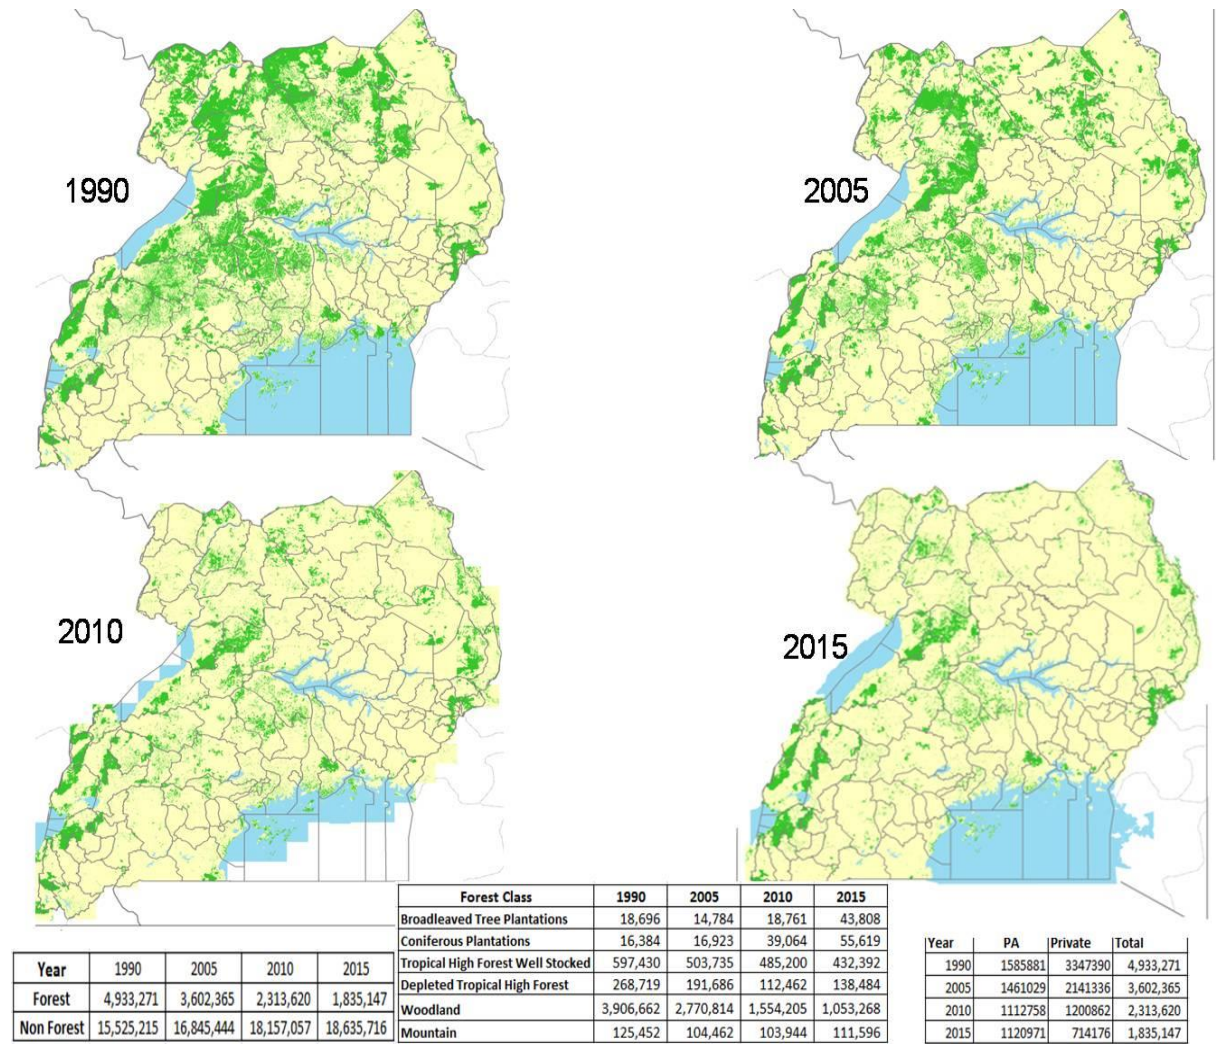 1990
2005
2010
2015
Forest Class 1990 2005 2010 2015
Broadleaved Tree Plantations 18,696 14,784 18,761 43,808
Coniferous Plantations 16,384 16,923 39,064 55,619
Tropical High Forest Well Stocked 597,430 503,735 485,200 432,392
Depleted Tropical High Forest 268,719 191,686 112,462 138,484
Woodland 3,906,662 2,770,814 1,554,205 1,053,268
Mountain 125,452 104,462 103,944 111,596
Year 1990 2005 2010 2015
Forest 4,933,271 3,602,365 2,313,620 1,835,147
Non Forest 15,525,215 16,845,444 18,157,057 18,635,716
Year PA Private Total
1990 1585881 3347390 4,933,271
2005 1461029 2141336 3,602,365
2010 1112758 1200862 2,313,620
2015 1120971 714176 1,835,147